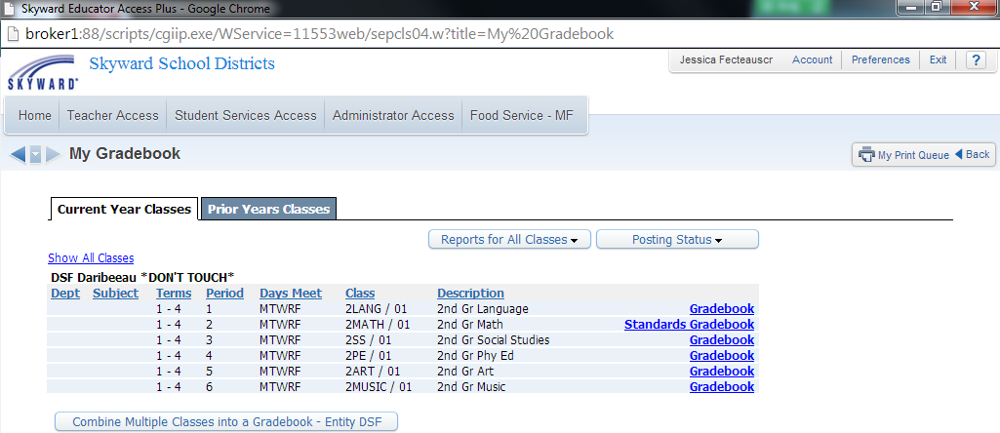 Skyward Educator Access Plus - Google Chrome
broker1:88/scripts/cgiip.exe/WService=11553web/sepcls04.w?title=My%20Gradebook
SKYWARD®
Skyward School Districts
Jessica Fecteauscr Account Preferences Exit ?
Home Teacher Access Student Services Access Administrator Access Food Service - MF
My Gradebook
My Print Queue Back
Current Year Classes Prior Years Classes
Reports for All Classes Posting Status
Show All Classes
DSF Daribeeau *DON'T TOUCH*
Dept Subject Terms Period Days Meet Class Description
1 - 4 1 MTWRF 2LANG / 01 2nd Gr Language Gradebook
1 - 4 2 MTWRF 2MATH / 01 2nd Gr Math Standards Gradebook
1 - 4 3 MTWRF 2SS / 01 2nd Gr Social Studies Gradebook
1 - 4 4 MTWRF 2PE / 01 2nd Gr Phy Ed Gradebook
1 - 4 5 MTWRF 2ART / 01 2nd Gr Art Gradebook
1 - 4 6 MTWRF 2MUSIC / 01 2nd Gr Music Gradebook
Combine Multiple Classes into a Gradebook - Entity DSF